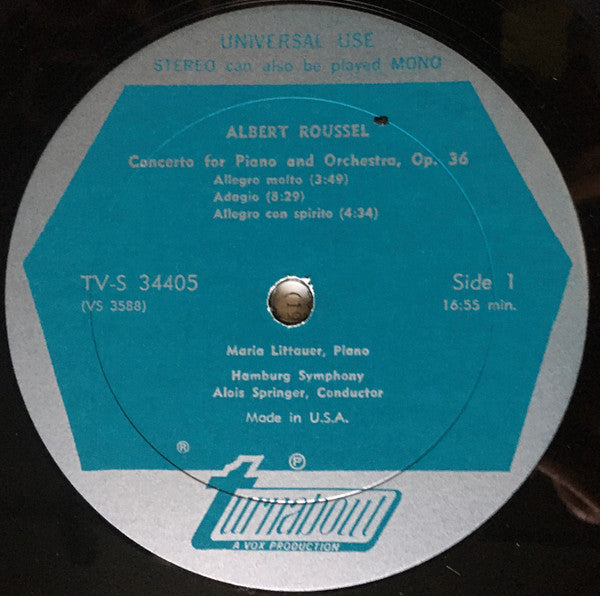 UNIVERSAL USE
STEREO can also be played MONO
ALBERT ROUSSEL
Concerto for Piano and Orchestra, Op. 36
Allegro molto (3:49)
Adagio (8:29)
Allegro con spirito (4:34)
TV-S 34405
(VS 3588)
Side 1
16:55 min.
Maria Littauer, Piano
Hamburg Symphony
Alois Springer, Conductor
Made in U.S.A.
® ℗
turnabout
A VOX PRODUCTION